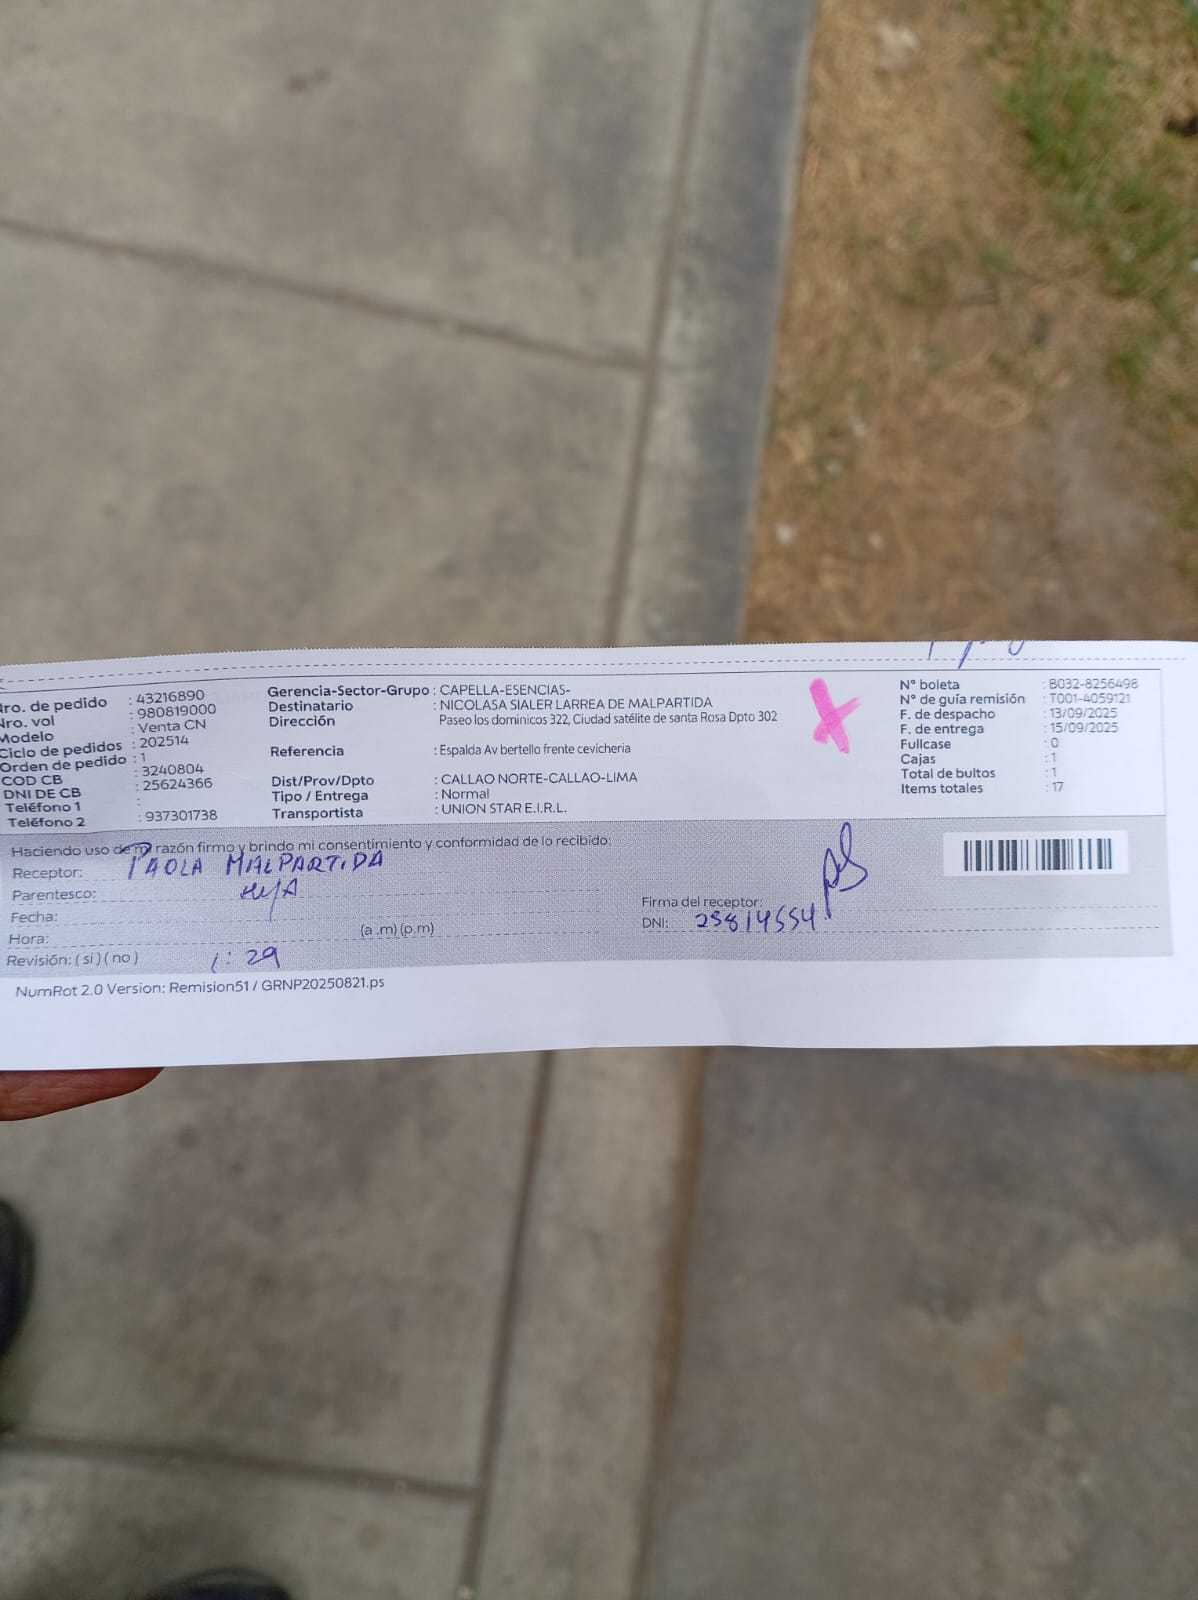 Nro. de pedido : 43216890
Nro. vol : 980819000
Modelo : Venta CN
Ciclo de pedidos : 202514
Orden de pedido : 1
COD CB : 3240804
DNI DE CB : 25624366
Teléfono 1 :
Teléfono 2 : 937301738
Gerencia-Sector-Grupo : CAPELLA-ESENCIAS-
Destinatario : NICOLASA SIALER LARREA DE MALPARTIDA
Dirección Paseo los dominicos 322, Ciudad satélite de santa Rosa Dpto 302
Referencia : Espalda Av bertello frente cevicheria
Dist/Prov/Dpto : CALLAO NORTE-CALLAO-LIMA
Tipo / Entrega : Normal
Transportista : UNION STAR E.I.R.L.
N° boleta : B032-8256498
N° de guía remisión : T001-4059121
F. de despacho : 13/09/2025
F. de entrega : 15/09/2025
Fullcase : 0
Cajas : 1
Total de bultos : 1
Items totales : 17
Haciendo uso de mi razón firmo y brindo mi consentimiento y conformidad de lo recibido:
Receptor: PAOLA MALPARTIDA
Parentesco: HIJA
Fecha:
Hora: (a .m) (p.m)
Revisión: ( si ) ( no ) 1:29
Firma del receptor:
DNI: 25814554
NumRot 2.0 Version: Remision51 / GRNP20250821.ps